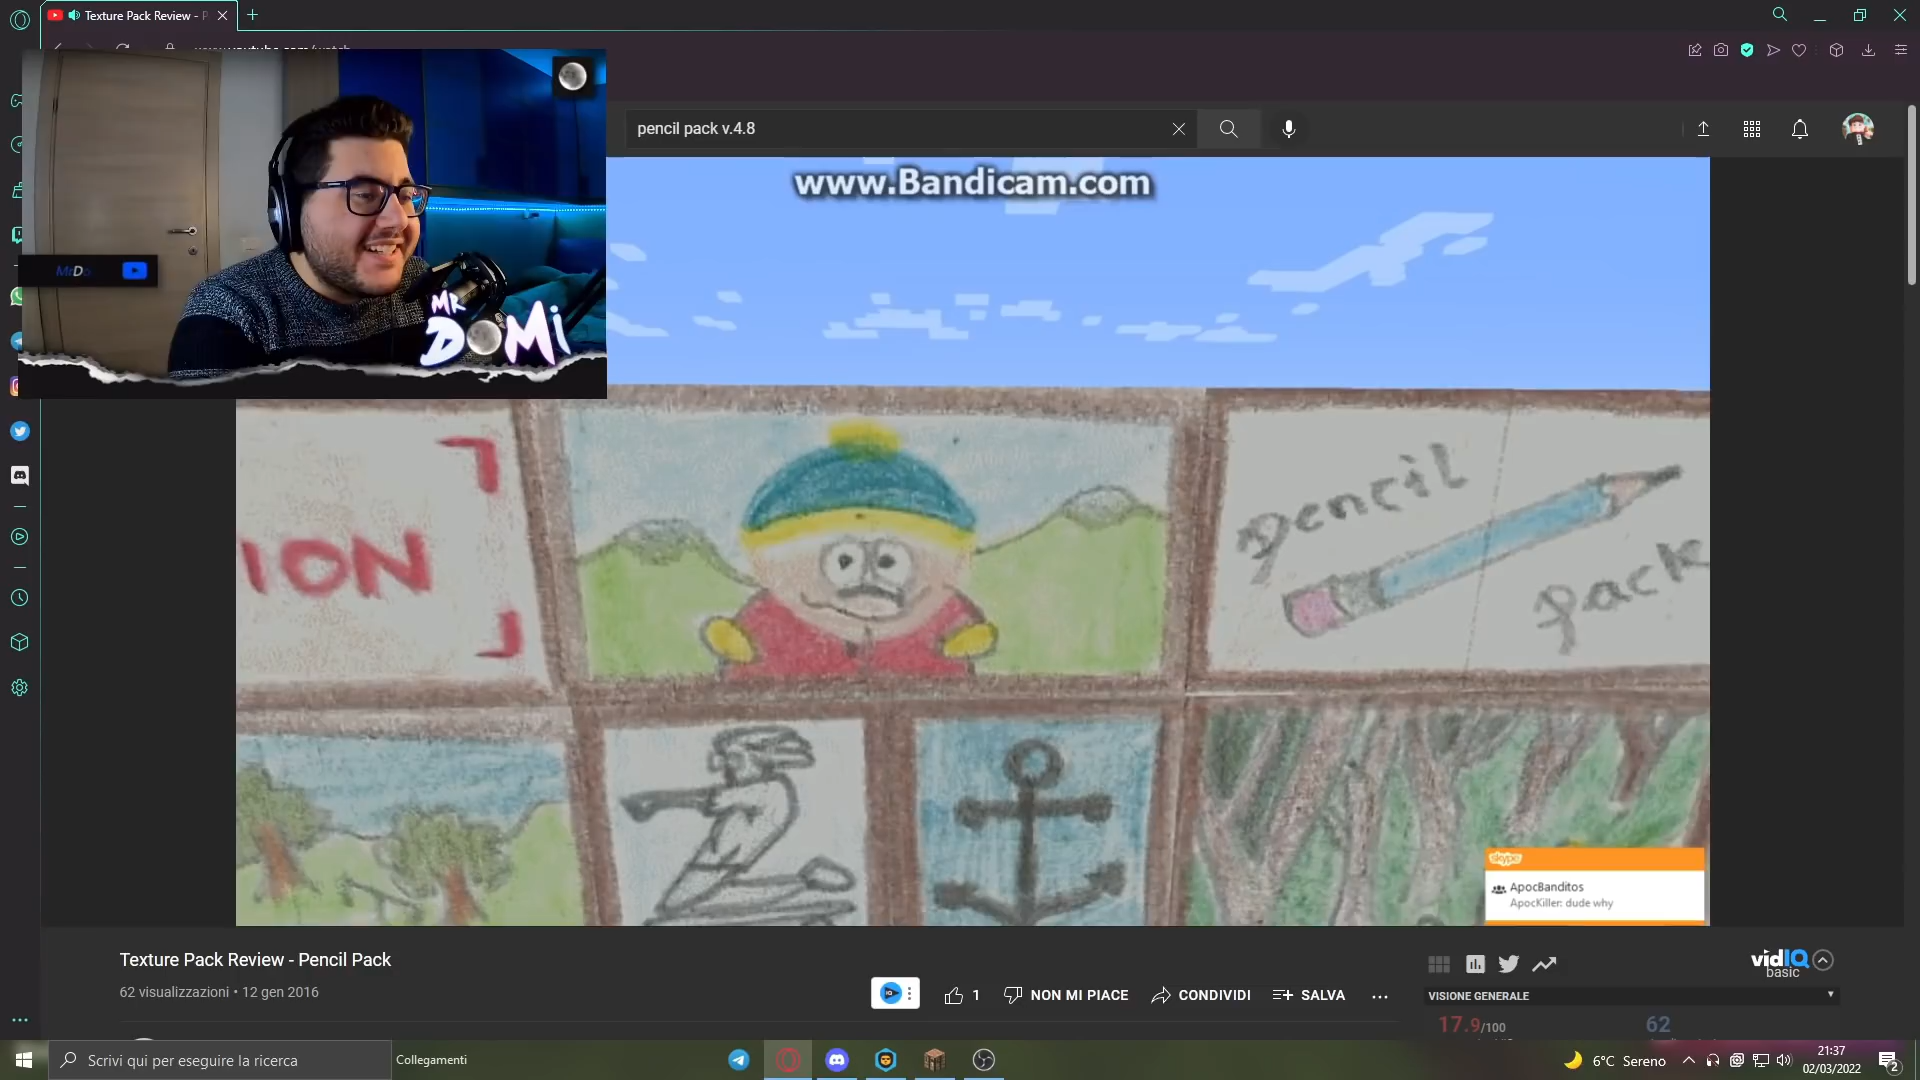 Texture Pack Review - P
pencil pack v.4.8
www.Bandicam.com
MrDo
MR
DOMi
ION
pencil
pack
skype
ApocBanditos
ApocKiller: dude why
Texture Pack Review - Pencil Pack
62 visualizzazioni • 12 gen 2016
1
NON MI PIACE
CONDIVIDI
SALVA
vidIQ
basic
VISIONE GENERALE
17.9/100
62
Scrivi qui per eseguire la ricerca
Collegamenti
6°C Sereno
21:37
02/03/2022
2